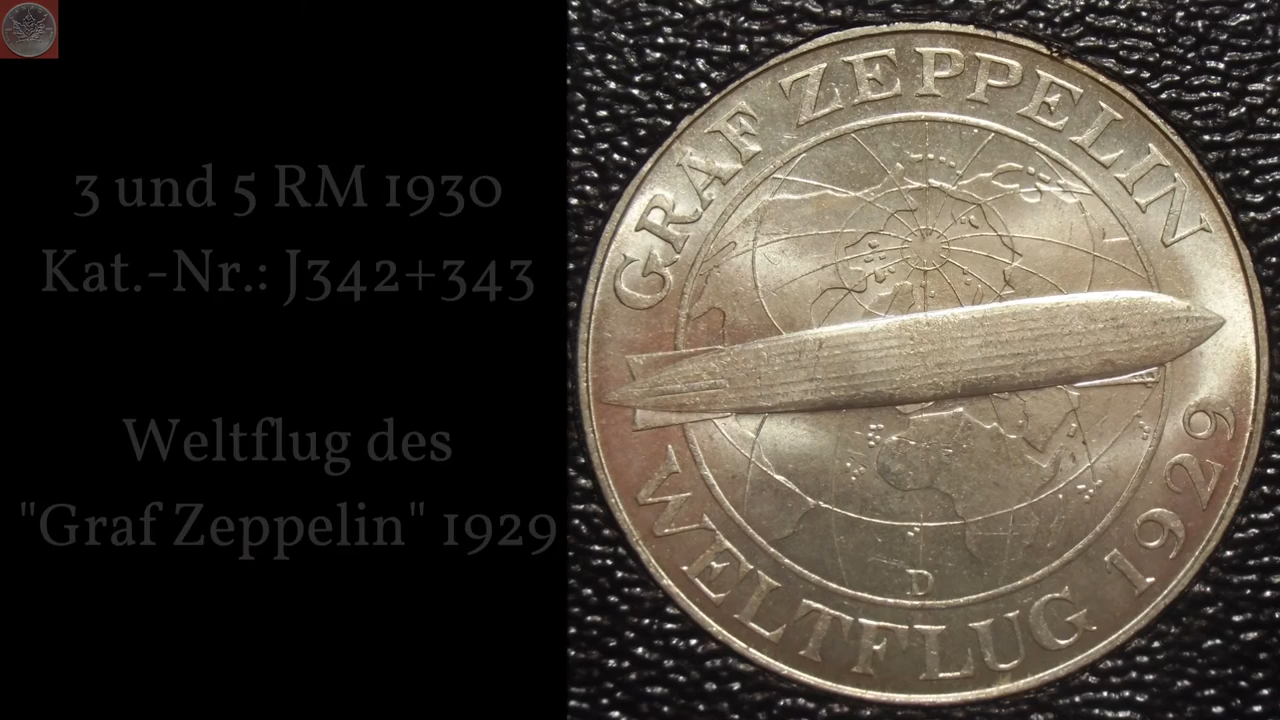 3 und 5 RM 1930
Kat.-Nr.: J342+343
Weltflug des
"Graf Zeppelin" 1929
GRAF ZEPPELIN
WELTFLUG 1929
D